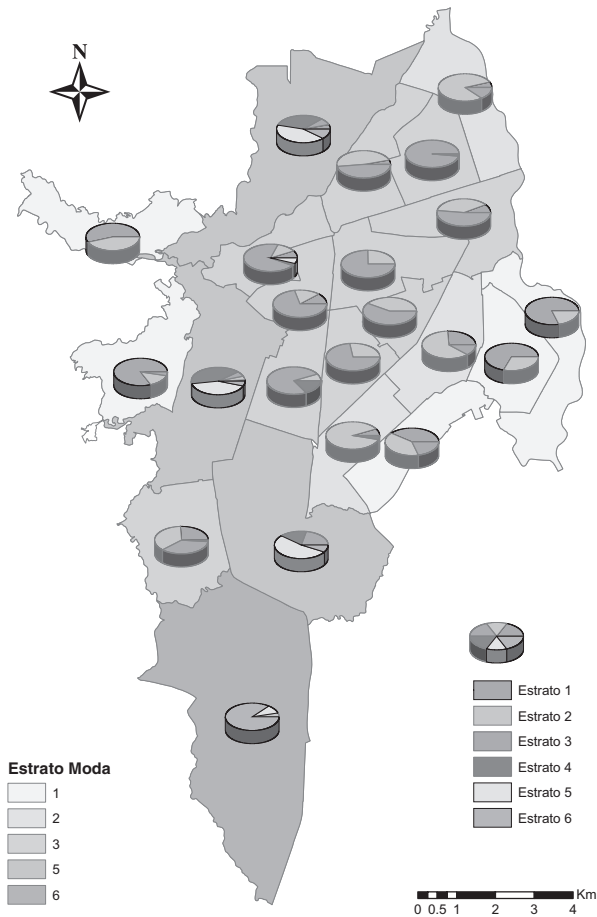 N
Estrato 1
Estrato 2
Estrato 3
Estrato 4
Estrato 5
Estrato 6
Estrato Moda
1
2
3
5
6
Km
0 0.5 1 2 3 4